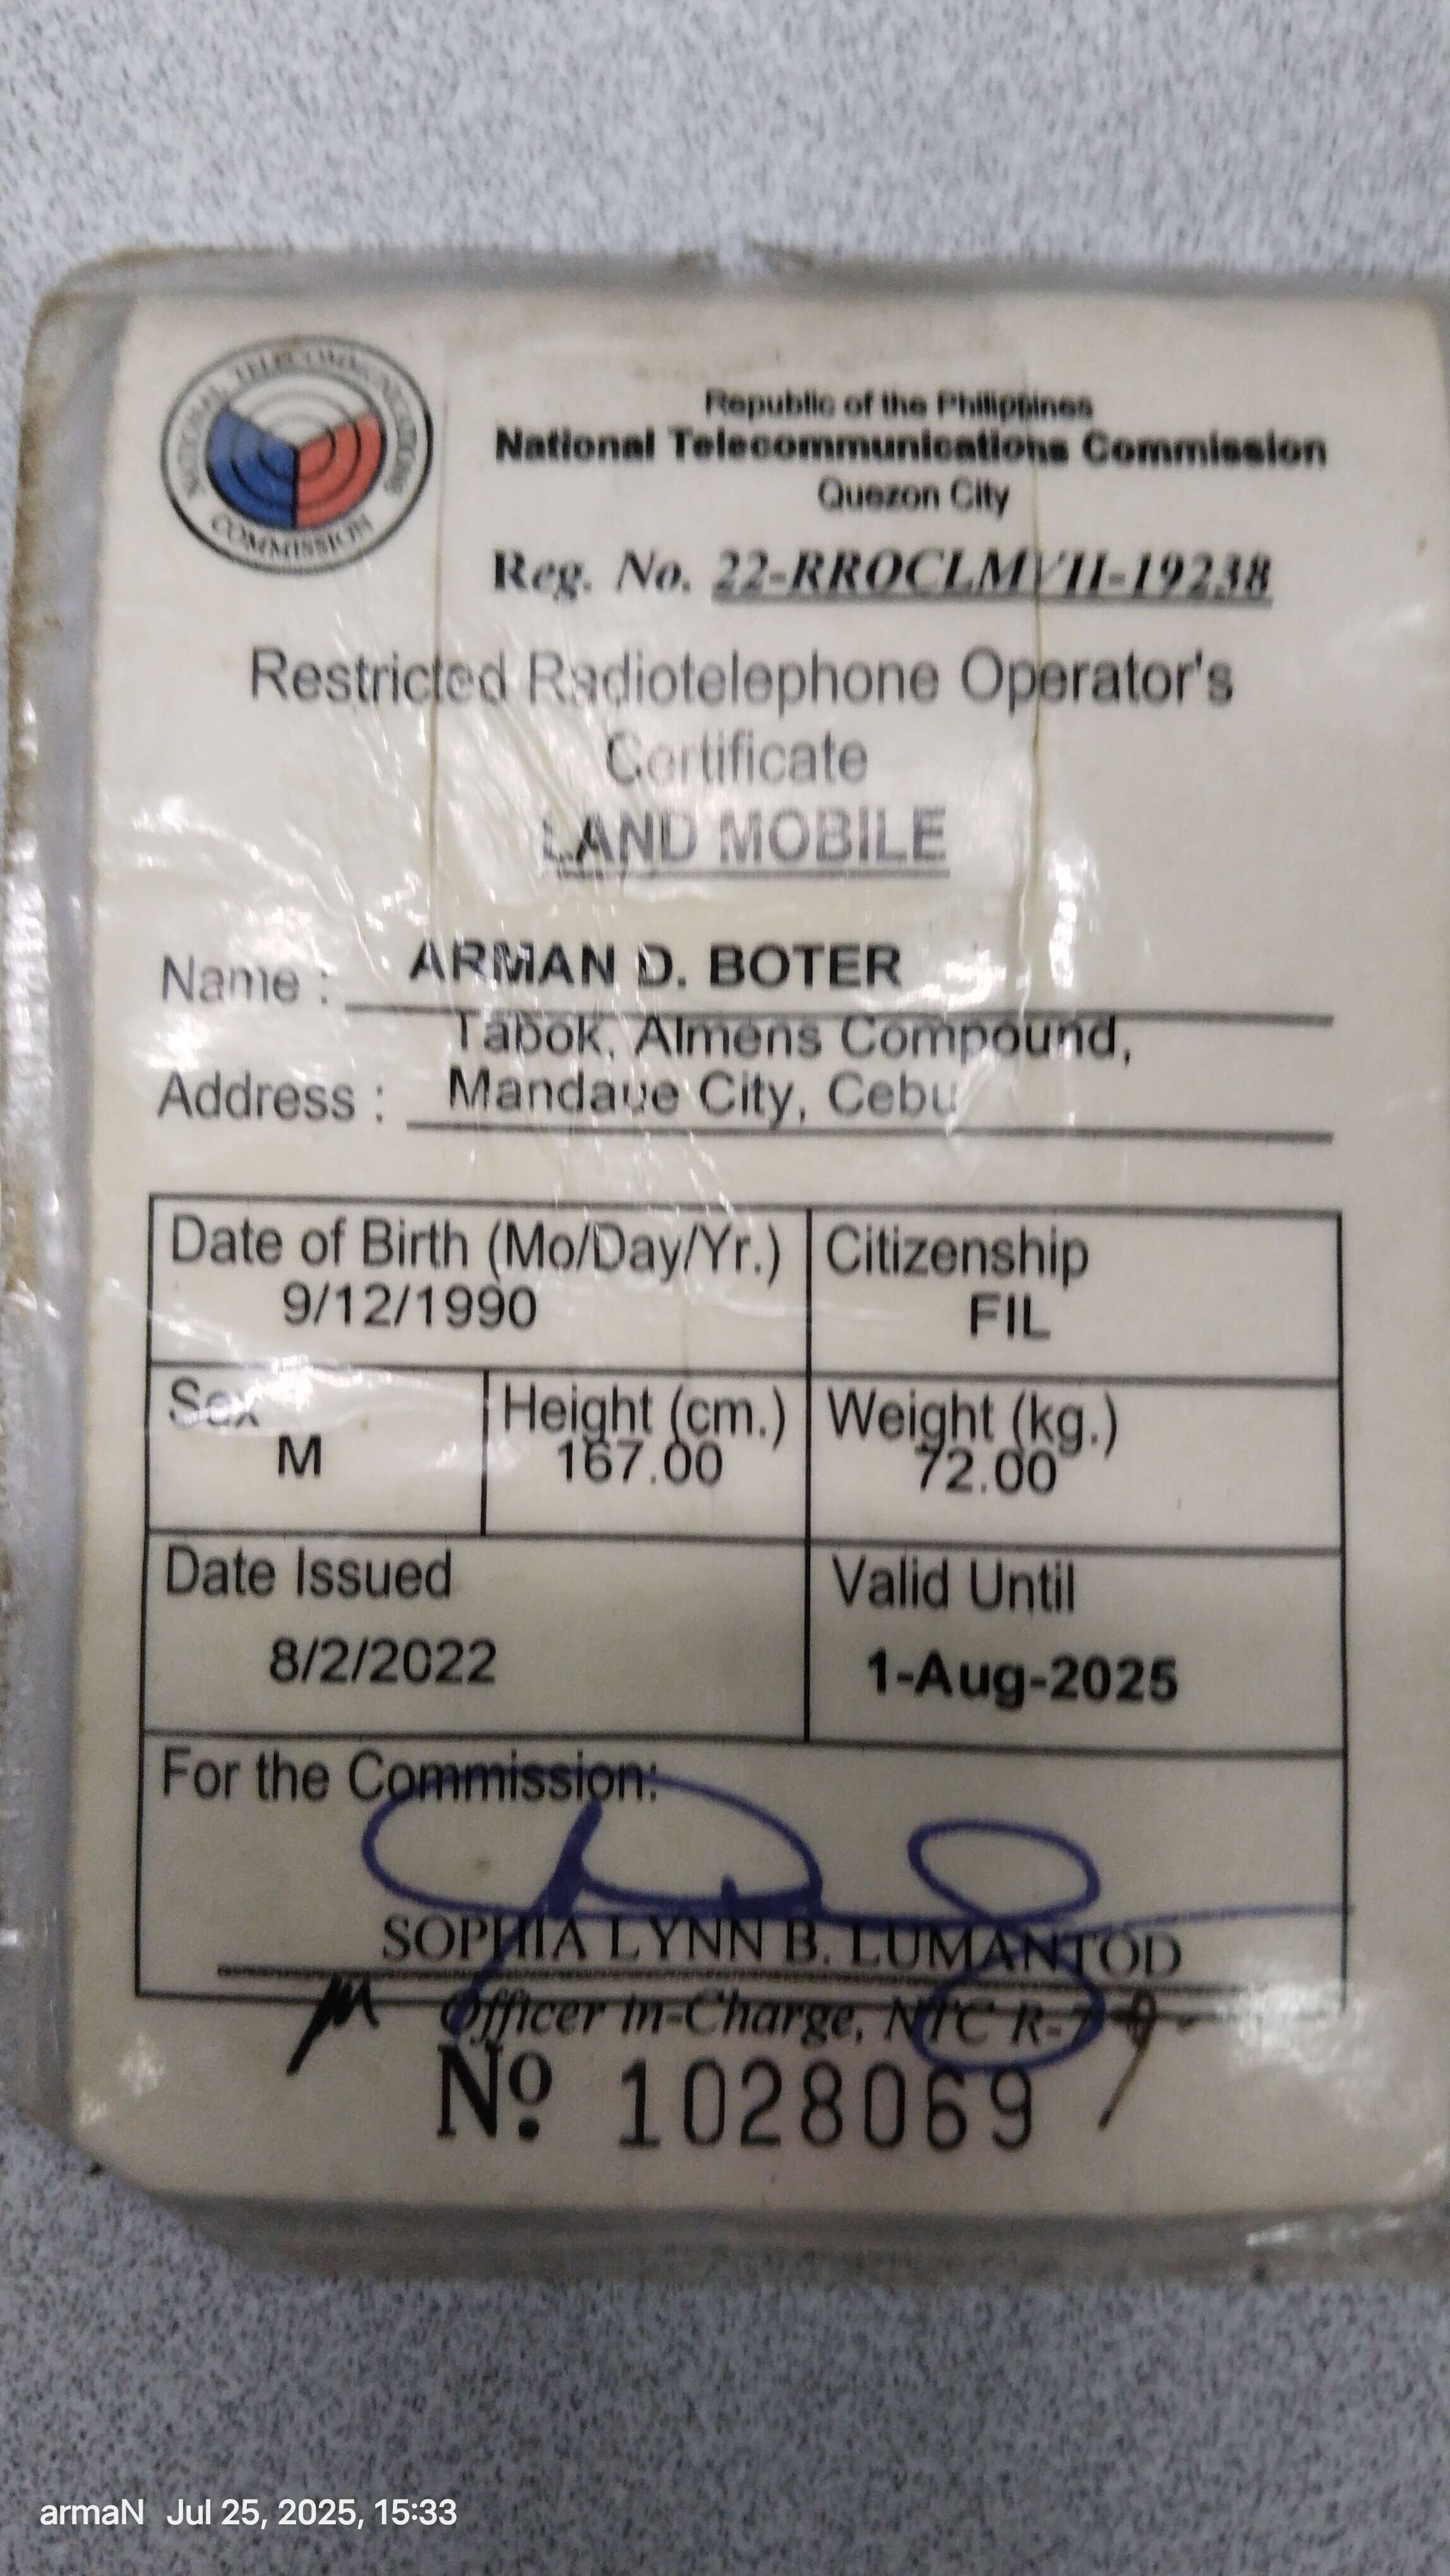 NATIONAL TELECOMMUNICATIONS COMMISSION
Republic of the Philippines
National Telecommunications Commission
Quezon City
Reg. No. 22-RROCLMVII-19238
Restricted Radiotelephone Operator's
Certificate
LAND MOBILE
Name : ARMAN D. BOTER
Tabok, Almens Compound,
Address : Mandaue City, Cebu
Date of Birth (Mo/Day/Yr.) Citizenship
9/12/1990 FIL
Sex Height (cm.) Weight (kg.)
M 167.00 72.00
Date Issued Valid Until
8/2/2022 1-Aug-2025
For the Commission:
SOPHIA LYNN B. LUMANTOD
Officer in-Charge, NTC R-7
№ 1028069
armaN Jul 25, 2025, 15:33